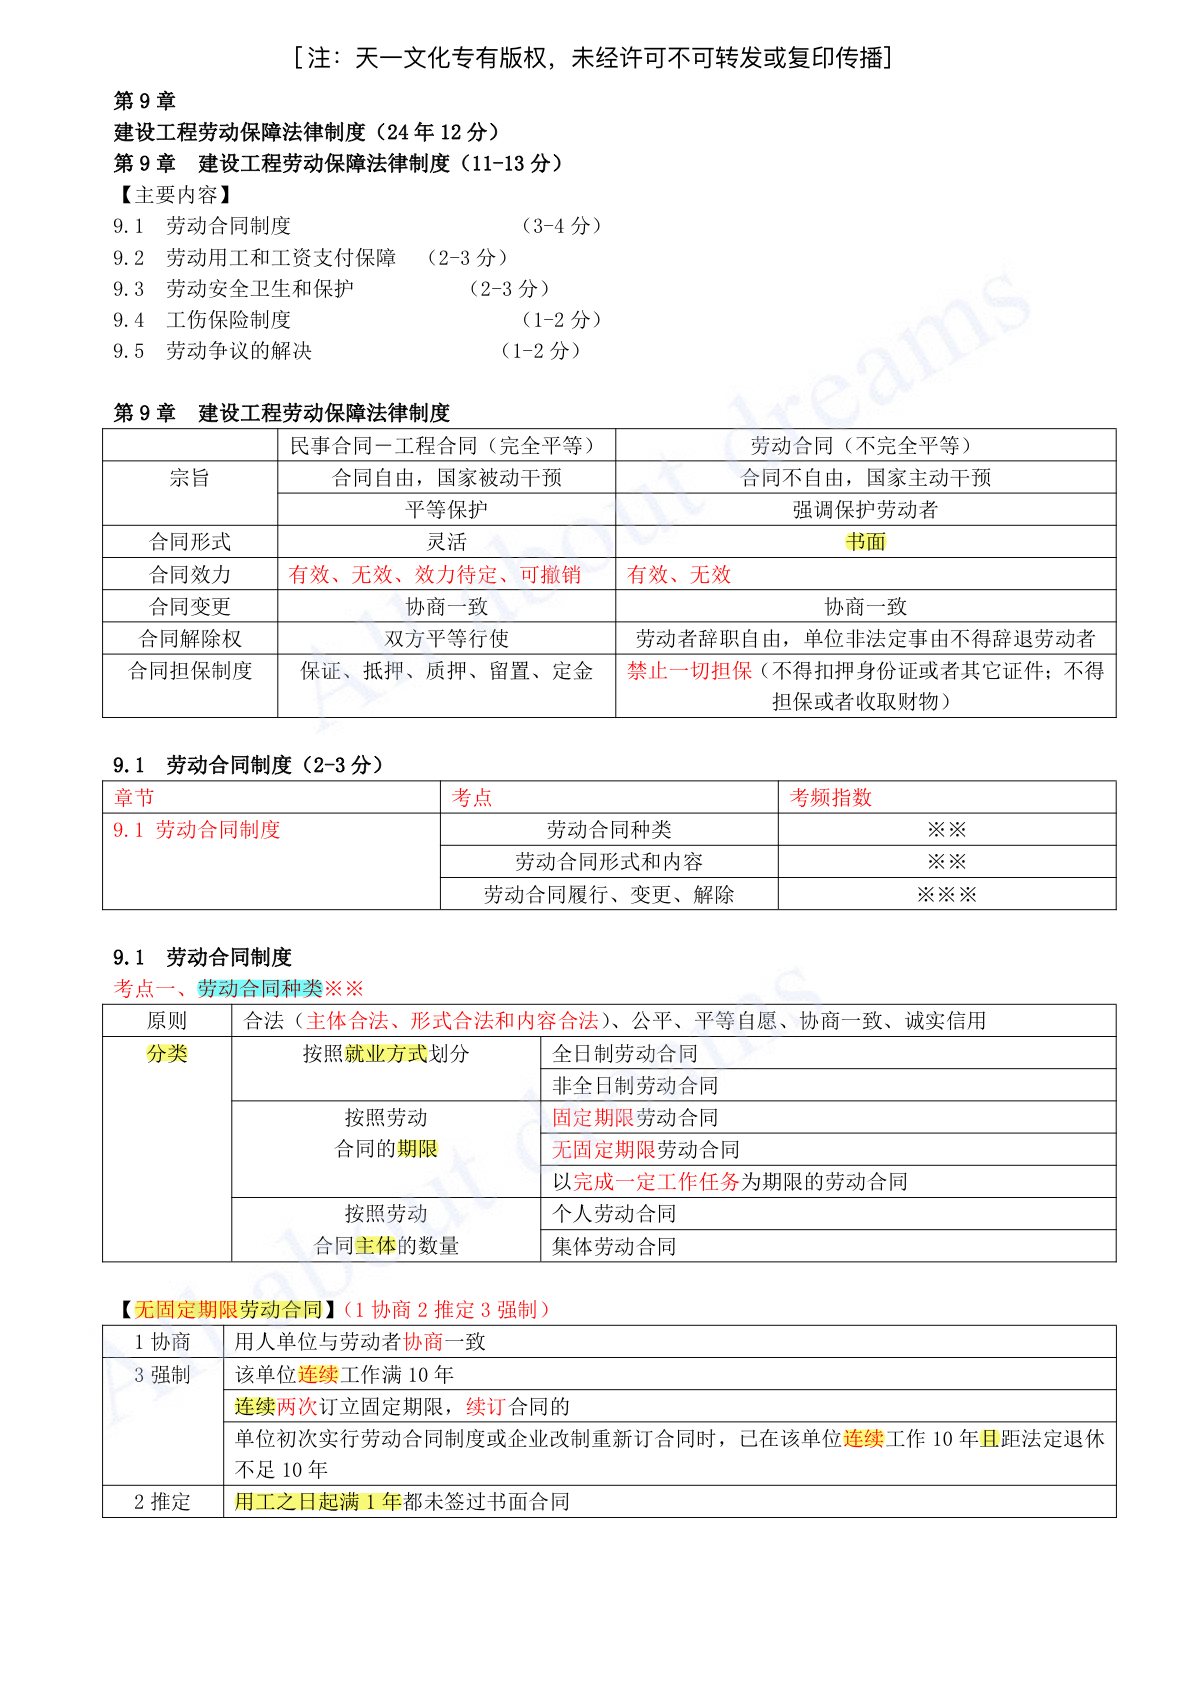 [注：天一文化专有版权，未经许可不可转发或复印传播]
第 9 章
建设工程劳动保障法律制度（24 年 12 分）
第 9 章　建设工程劳动保障法律制度（11-13 分）
【主要内容】
9.1　劳动合同制度　（3-4 分）
9.2　劳动用工和工资支付保障　（2-3 分）
9.3　劳动安全卫生和保护　（2-3 分）
9.4　工伤保险制度　（1-2 分）
9.5　劳动争议的解决　（1-2 分）
第 9 章　建设工程劳动保障法律制度
民事合同－工程合同（完全平等）　劳动合同（不完全平等）
宗旨　合同自由，国家被动干预　合同不自由，国家主动干预
平等保护　强调保护劳动者
合同形式　灵活　书面
合同效力　有效、无效、效力待定、可撤销　有效、无效
合同变更　协商一致　协商一致
合同解除权　双方平等行使　劳动者辞职自由，单位非法定事由不得辞退劳动者
合同担保制度　保证、抵押、质押、留置、定金　禁止一切担保（不得扣押身份证或者其它证件；不得
担保或者收取财物）
9.1　劳动合同制度（2-3 分）
章节　考点　考频指数
9.1 劳动合同制度　劳动合同种类　※※
劳动合同形式和内容　※※
劳动合同履行、变更、解除　※※※
9.1　劳动合同制度
考点一、劳动合同种类※※
原则　合法（主体合法、形式合法和内容合法）、公平、平等自愿、协商一致、诚实信用
分类　按照就业方式划分　全日制劳动合同
非全日制劳动合同
按照劳动　固定期限劳动合同
合同的期限　无固定期限劳动合同
以完成一定工作任务为期限的劳动合同
按照劳动　个人劳动合同
合同主体的数量　集体劳动合同
【无固定期限劳动合同】（1 协商 2 推定 3 强制）
1 协商　用人单位与劳动者协商一致
3 强制　该单位连续工作满 10 年
连续两次订立固定期限，续订合同的
单位初次实行劳动合同制度或企业改制重新订合同时，已在该单位连续工作 10 年且距法定退休
不足 10 年
2 推定　用工之日起满 1 年都未签过书面合同
All about dreams
All about dreams